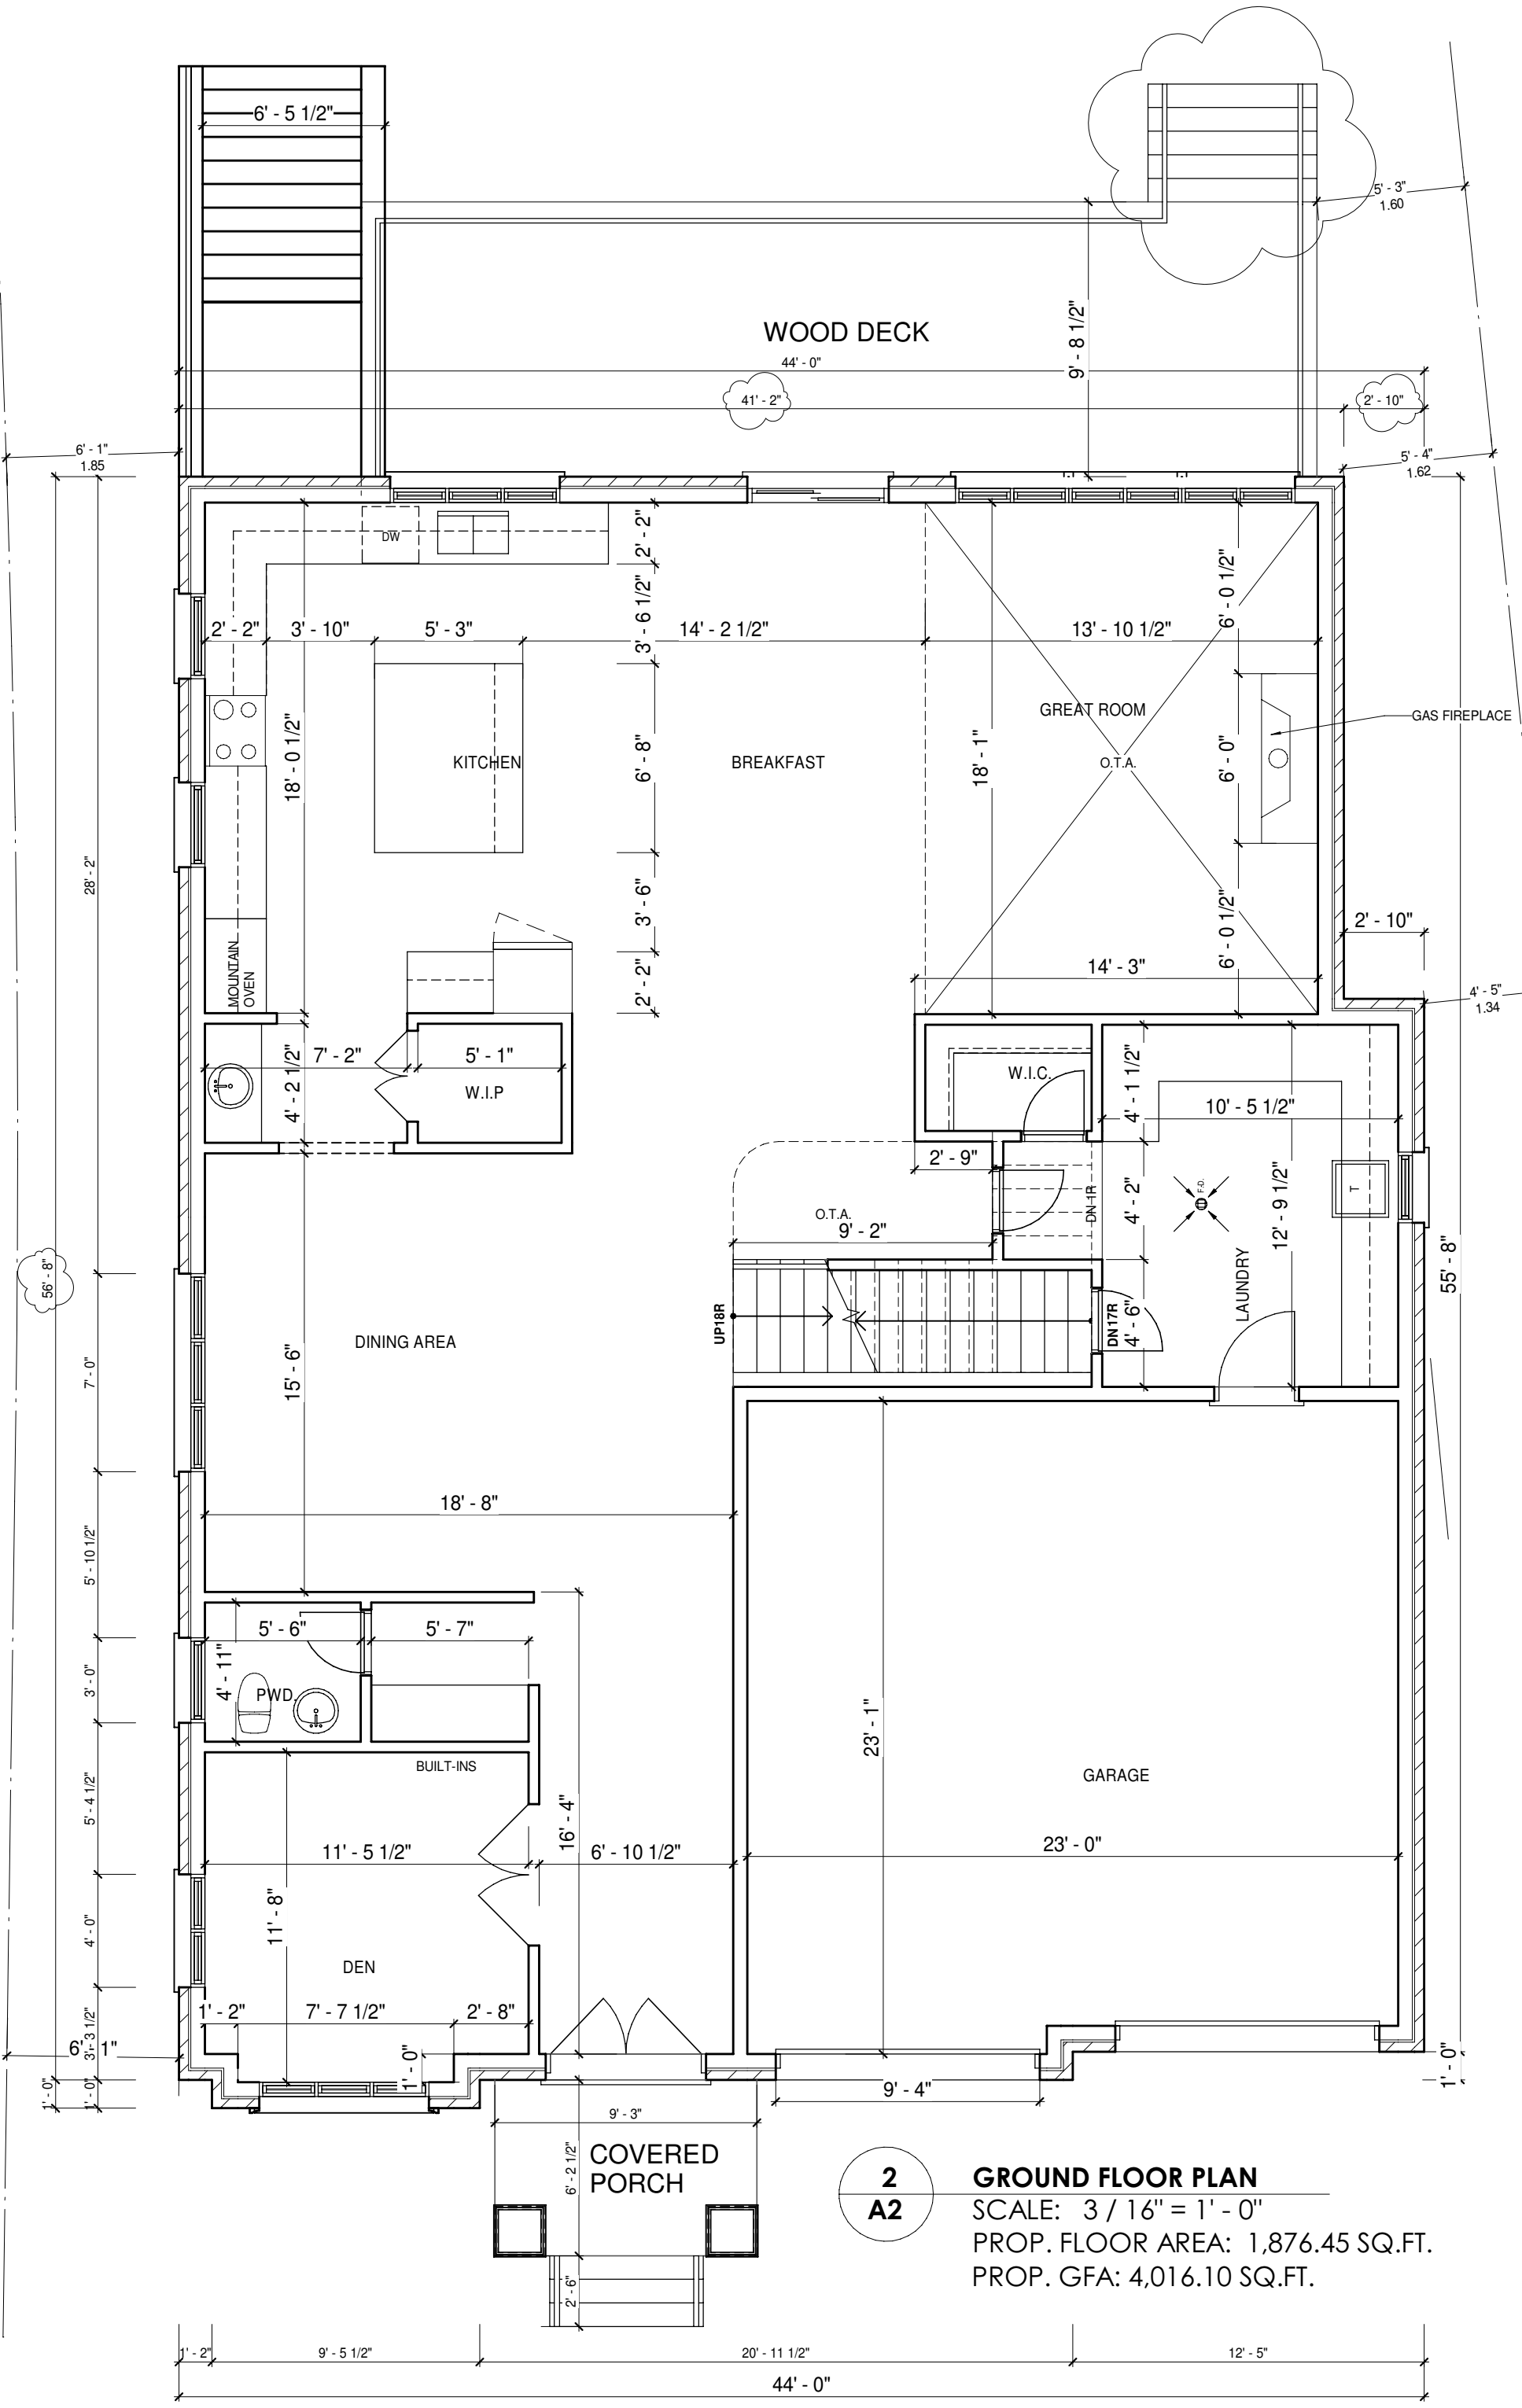 6' - 5 1/2"
5' - 3"
1.60
9' - 8 1/2"
WOOD DECK
44' - 0"
41' - 2"
2' - 10"
6' - 1"
1.85
5' - 4"
1.62
DW
2' - 2"
3' - 6 1/2"
6' - 0 1/2"
2' - 2"
3' - 10"
5' - 3"
14' - 2 1/2"
13' - 10 1/2"
GREAT ROOM
GAS FIREPLACE
18' - 0 1/2"
KITCHEN
6' - 8"
BREAKFAST
18' - 1"
O.T.A.
6' - 0"
28' - 2"
3' - 6"
6' - 0 1/2"
2' - 10"
MOUNTAIN
OVEN
2' - 2"
14' - 3"
4' - 5"
1.34
4' - 2 1/2"
7' - 2"
5' - 1"
W.I.P
W.I.C.
4' - 1 1/2"
10' - 5 1/2"
2' - 9"
DN 1R
4' - 2"
F.D.
12' - 9 1/2"
T
O.T.A.
9' - 2"
56' - 8"
55' - 8"
LAUNDRY
UP18R
DN17R
4' - 6"
DINING AREA
7' - 0"
15' - 6"
18' - 8"
5' - 10 1/2"
5' - 6"
5' - 7"
4' - 11"
3' - 0"
PWD.
23' - 1"
BUILT-INS
GARAGE
5' - 4 1/2"
16' - 4"
11' - 5 1/2"
6' - 10 1/2"
23' - 0"
11' - 8"
4' - 0"
DEN
1' - 2"
7' - 7 1/2"
2' - 8"
3' - 3 1/2"
6' - 1"
1' - 0"
1' - 0"
1' - 0"
1' - 0"
9' - 4"
9' - 3"
6' - 2 1/2"
COVERED
PORCH
2
A2
GROUND FLOOR PLAN
SCALE: 3 / 16" = 1' - 0"
PROP. FLOOR AREA: 1,876.45 SQ.FT.
PROP. GFA: 4,016.10 SQ.FT.
2' - 6"
1' - 2"
9' - 5 1/2"
20' - 11 1/2"
12' - 5"
44' - 0"